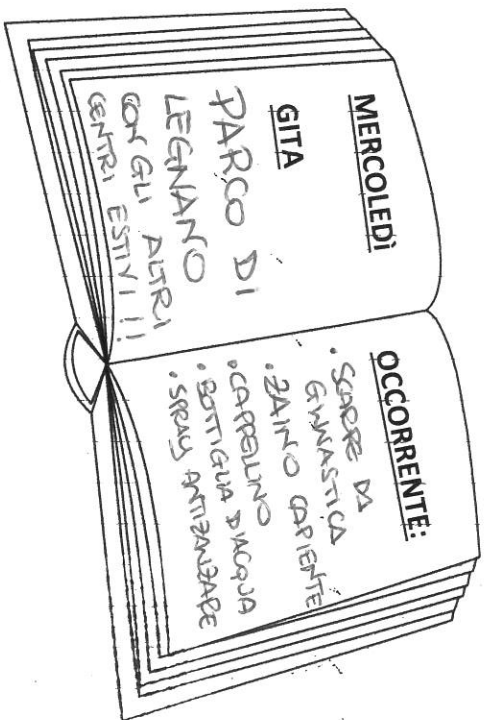 MERCOLEDÌ
GITA
PARCO DI
LEGNANO
CON GLI ALTRI
CENTRI ESTIVI !!
OCCORRENTE:
• SCARPE DA
GINNASTICA
• ZAINO CAPIENTE
• CAPPELLINO
• BOTTIGLIA D'ACQUA
• SPRAY ANTIZANZARE